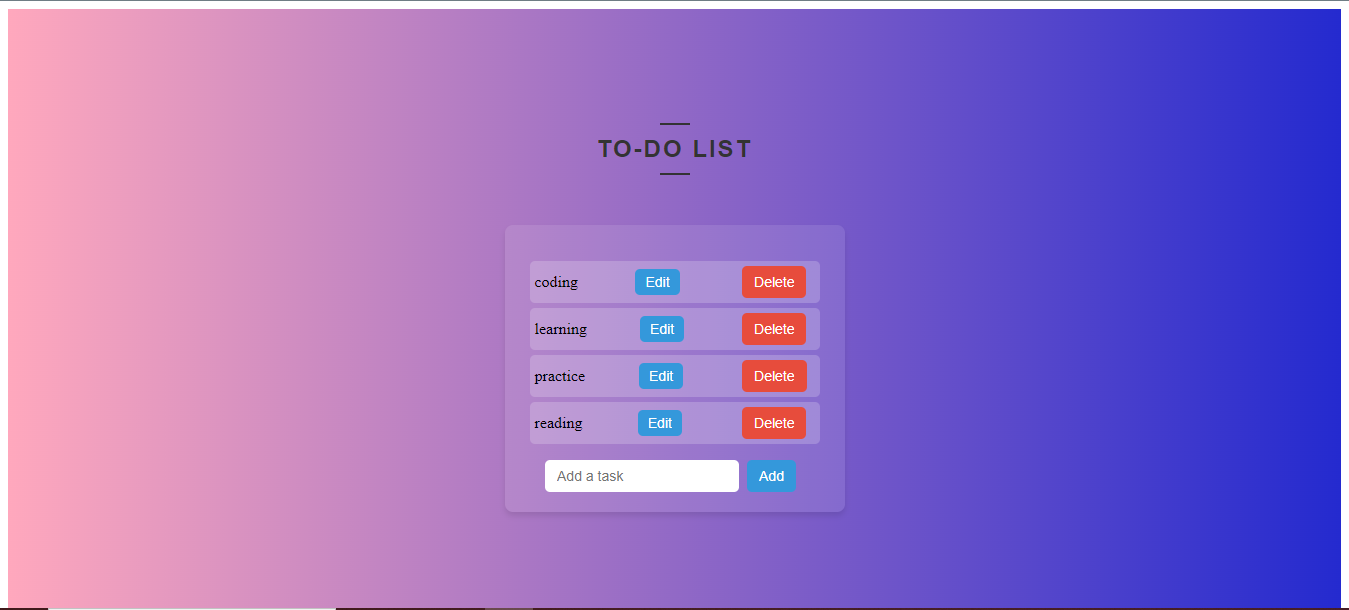 TO-DO LIST
coding Edit Delete
learning Edit Delete
practice Edit Delete
reading Edit Delete
Add a task Add